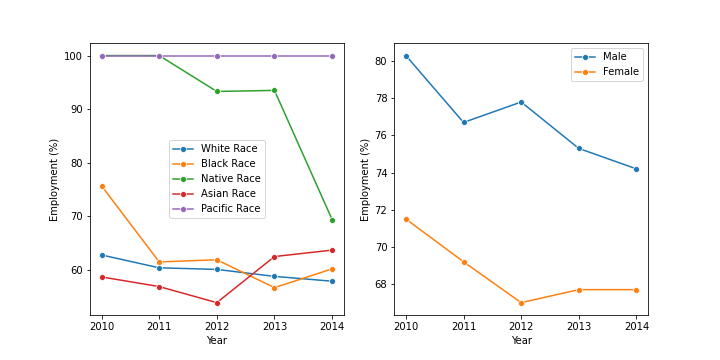 100
90
80
70
60
Employment (%)
White Race
Black Race
Native Race
Asian Race
Pacific Race
2010 2011 2012 2013 2014
Year
80
78
76
74
72
70
68
Employment (%)
Male
Female
2010 2011 2012 2013 2014
Year